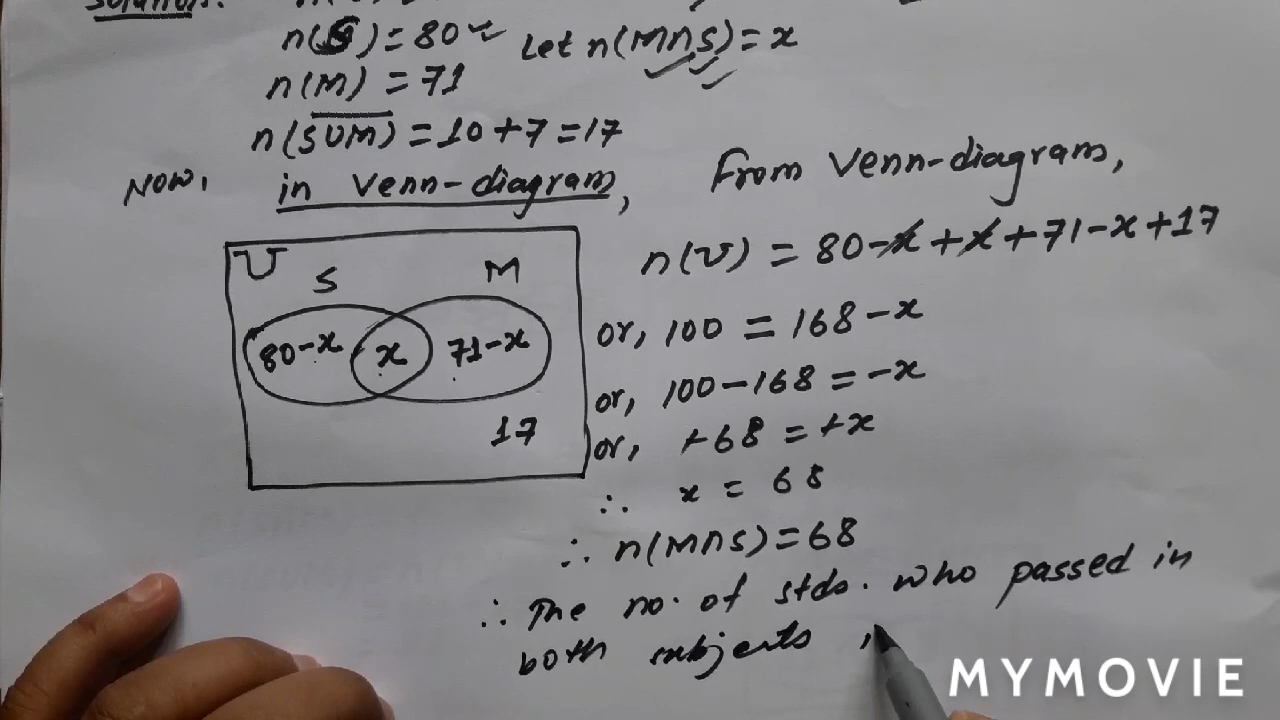 Solution:
n(S)=80 Let n(M∩S)=x
n(M)=71
n(S∪M)‾=10+7=17
Now, in Venn-diagram,
U
S M
80-x x 71-x
17
From Venn-diagram,
n(U)=80-x+x+71-x+17
or, 100=168-x
or, 100-168=-x
or, +68=+x
∴ x=68
∴ n(M∩S)=68
∴ The no. of stds. who passed in
both subjects
MYMOVIE